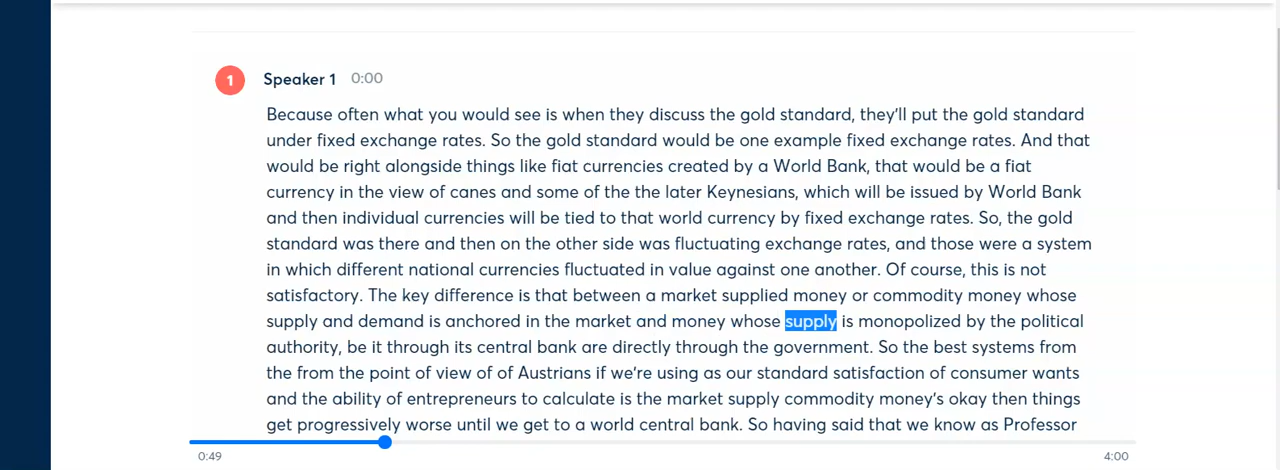 1 Speaker 1 0:00
Because often what you would see is when they discuss the gold standard, they'll put the gold standard
under fixed exchange rates. So the gold standard would be one example fixed exchange rates. And that
would be right alongside things like fiat currencies created by a World Bank, that would be a fiat
currency in the view of canes and some of the the later Keynesians, which will be issued by World Bank
and then individual currencies will be tied to that world currency by fixed exchange rates. So, the gold
standard was there and then on the other side was fluctuating exchange rates, and those were a system
in which different national currencies fluctuated in value against one another. Of course, this is not
satisfactory. The key difference is that between a market supplied money or commodity money whose
supply and demand is anchored in the market and money whose supply is monopolized by the political
authority, be it through its central bank are directly through the government. So the best systems from
the from the point of view of of Austrians if we're using as our standard satisfaction of consumer wants
and the ability of entrepreneurs to calculate is the market supply commodity money's okay then things
get progressively worse until we get to a world central bank. So having said that we know as Professor
0:49 4:00